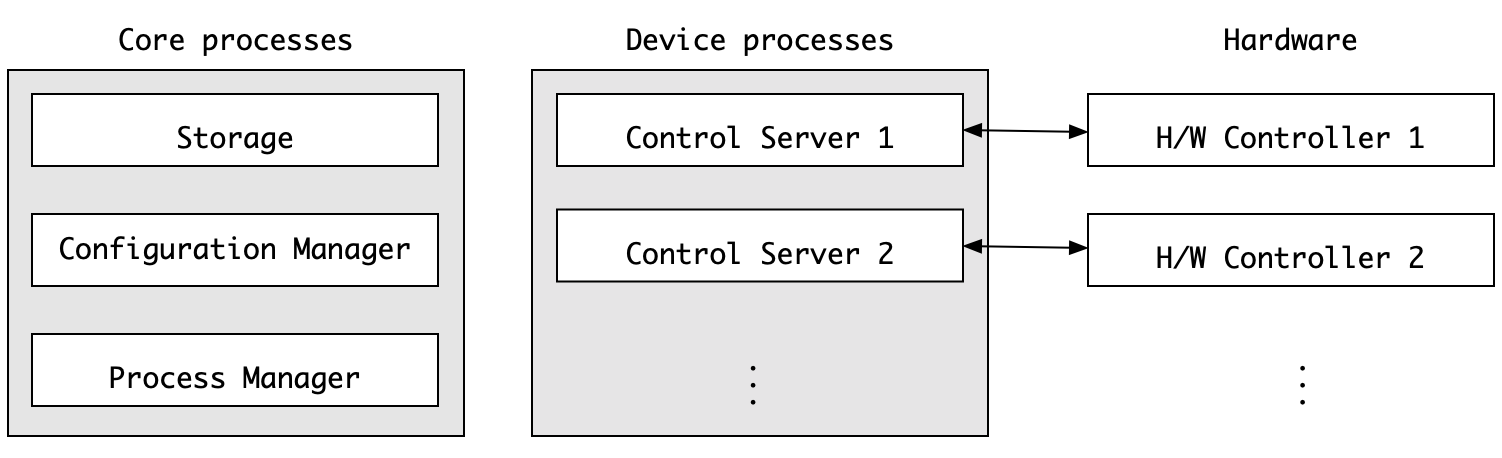 Core processes
Storage
Configuration Manager
Process Manager
Device processes
Control Server 1
Control Server 2
Hardware
H/W Controller 1
H/W Controller 2